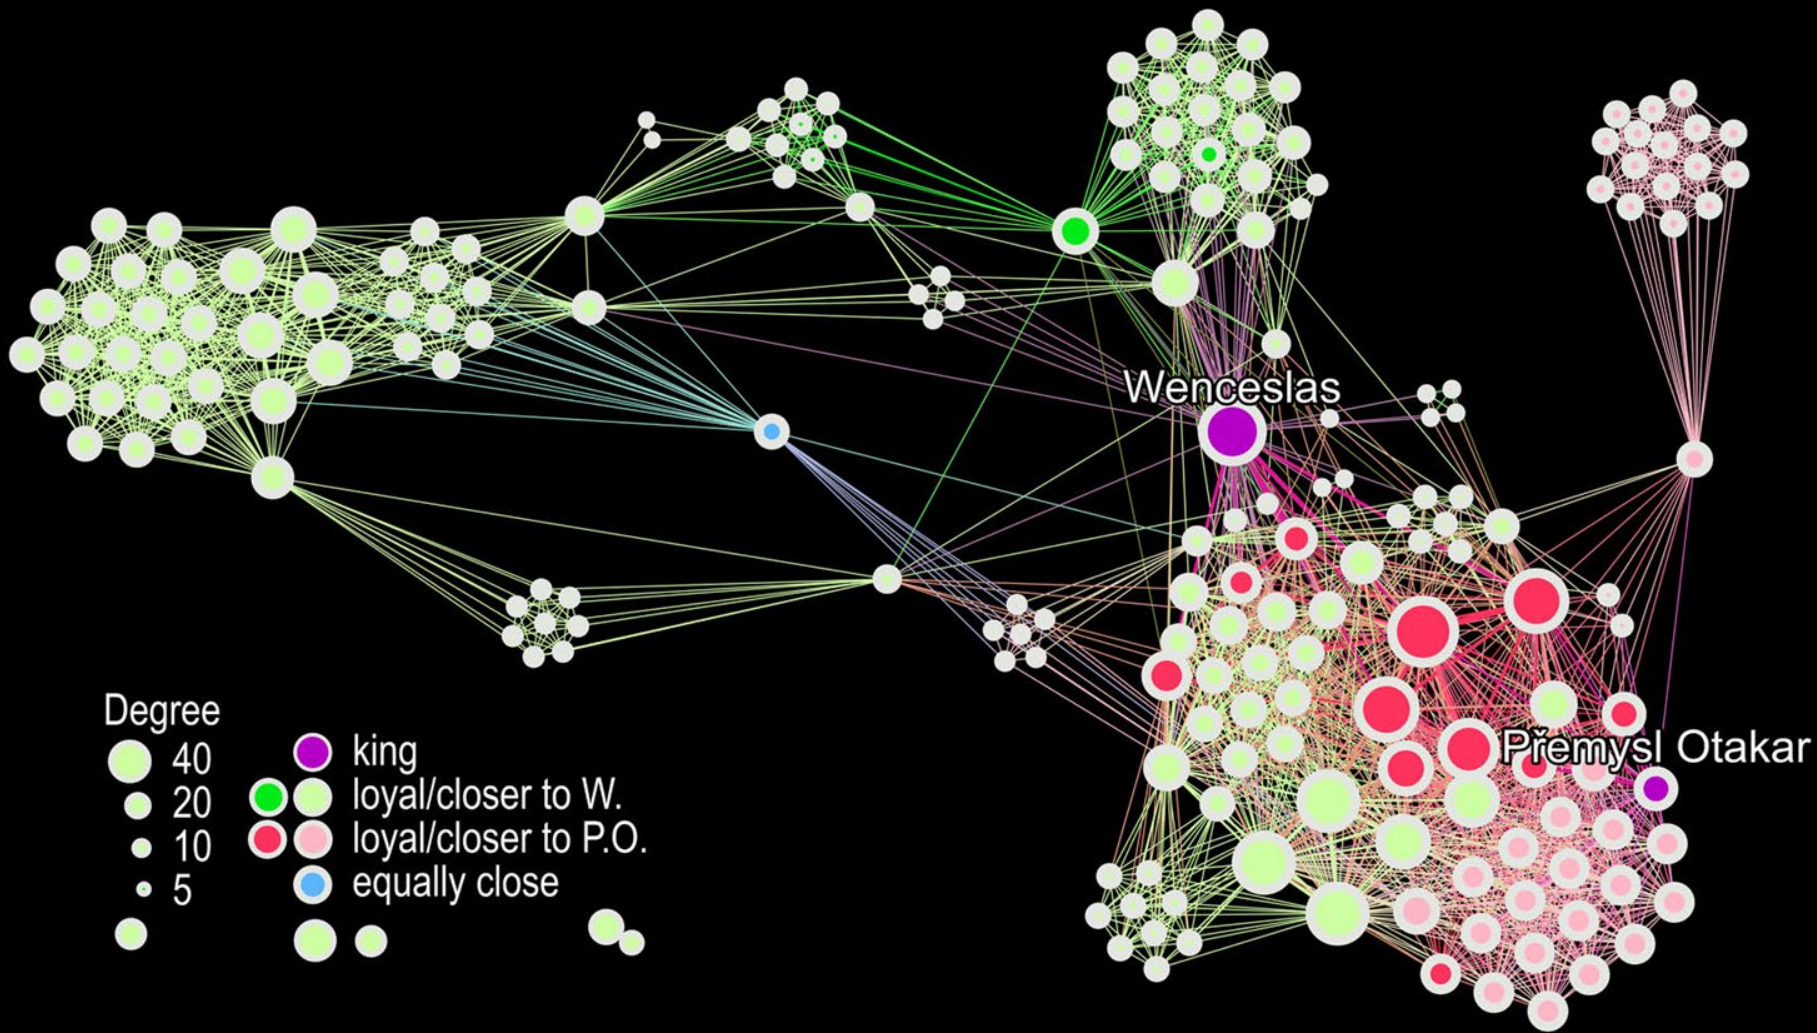 Wenceslas
Přemysl Otakar
Degree
40
20
10
5
king
loyal/closer to W.
loyal/closer to P.O.
equally close